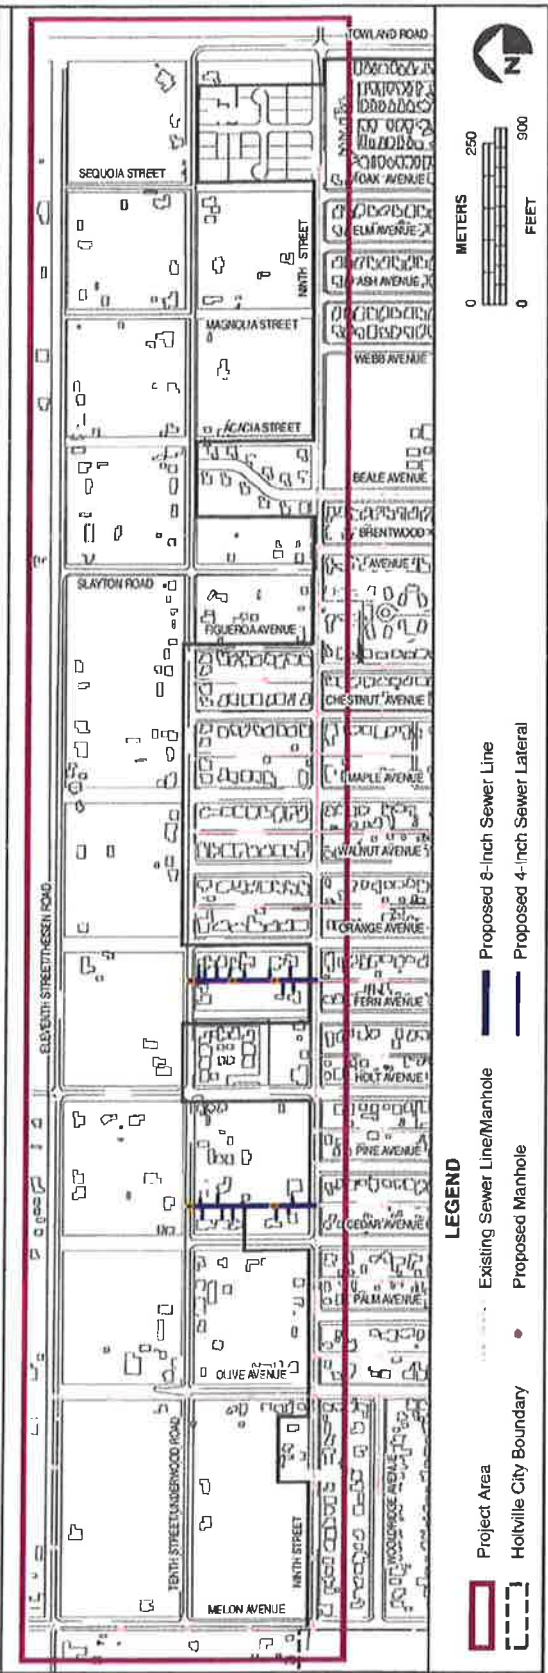 TOWLAND ROAD
SEQUOIA STREET
OAK AVENUE
ELM AVENUE
NINTH STREET
ASH AVENUE
MAGNOLIA STREET
WEBB AVENUE
ACACIA STREET
BEALE AVENUE
BRENTWOOD
AVENUE
SLAYTON ROAD
FIGUEROA AVENUE
CHESTNUT AVENUE
MAPLE AVENUE
WALNUT AVENUE
ELEVENTH STREET/THEISEN ROAD
ORANGE AVENUE
FERN AVENUE
HOLT AVENUE
PINE AVENUE
CEDAR AVENUE
PALM AVENUE
OLIVE AVENUE
TENTH STREET/UNDERWOOD ROAD
WOOLDRIDGE AVENUE
NINTH STREET
MELON AVENUE
N
METERS
0 250
0 900
FEET
LEGEND
Project Area
Existing Sewer Line/Manhole
Proposed 8-Inch Sewer Line
Holtville City Boundary
Proposed Manhole
Proposed 4-Inch Sewer Lateral